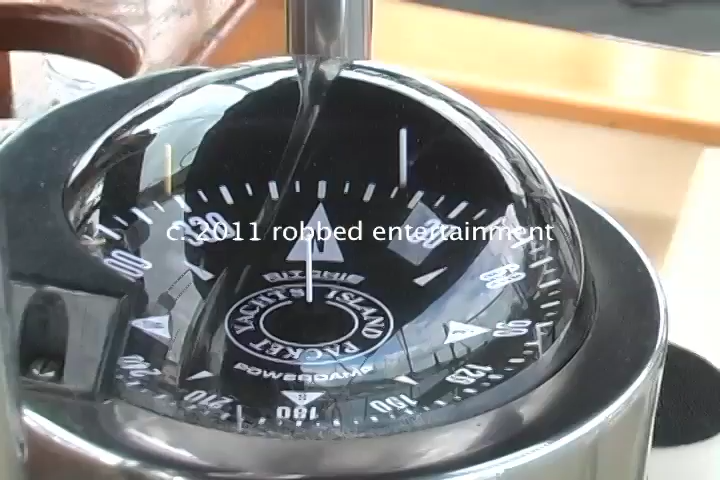 330
N
30
c. 2011 robbed entertainment
300
60
RITCHIE
YACHTS ISLAND
PACKET
W
E
90
240
POWERDAMP
120
210
S
150
180